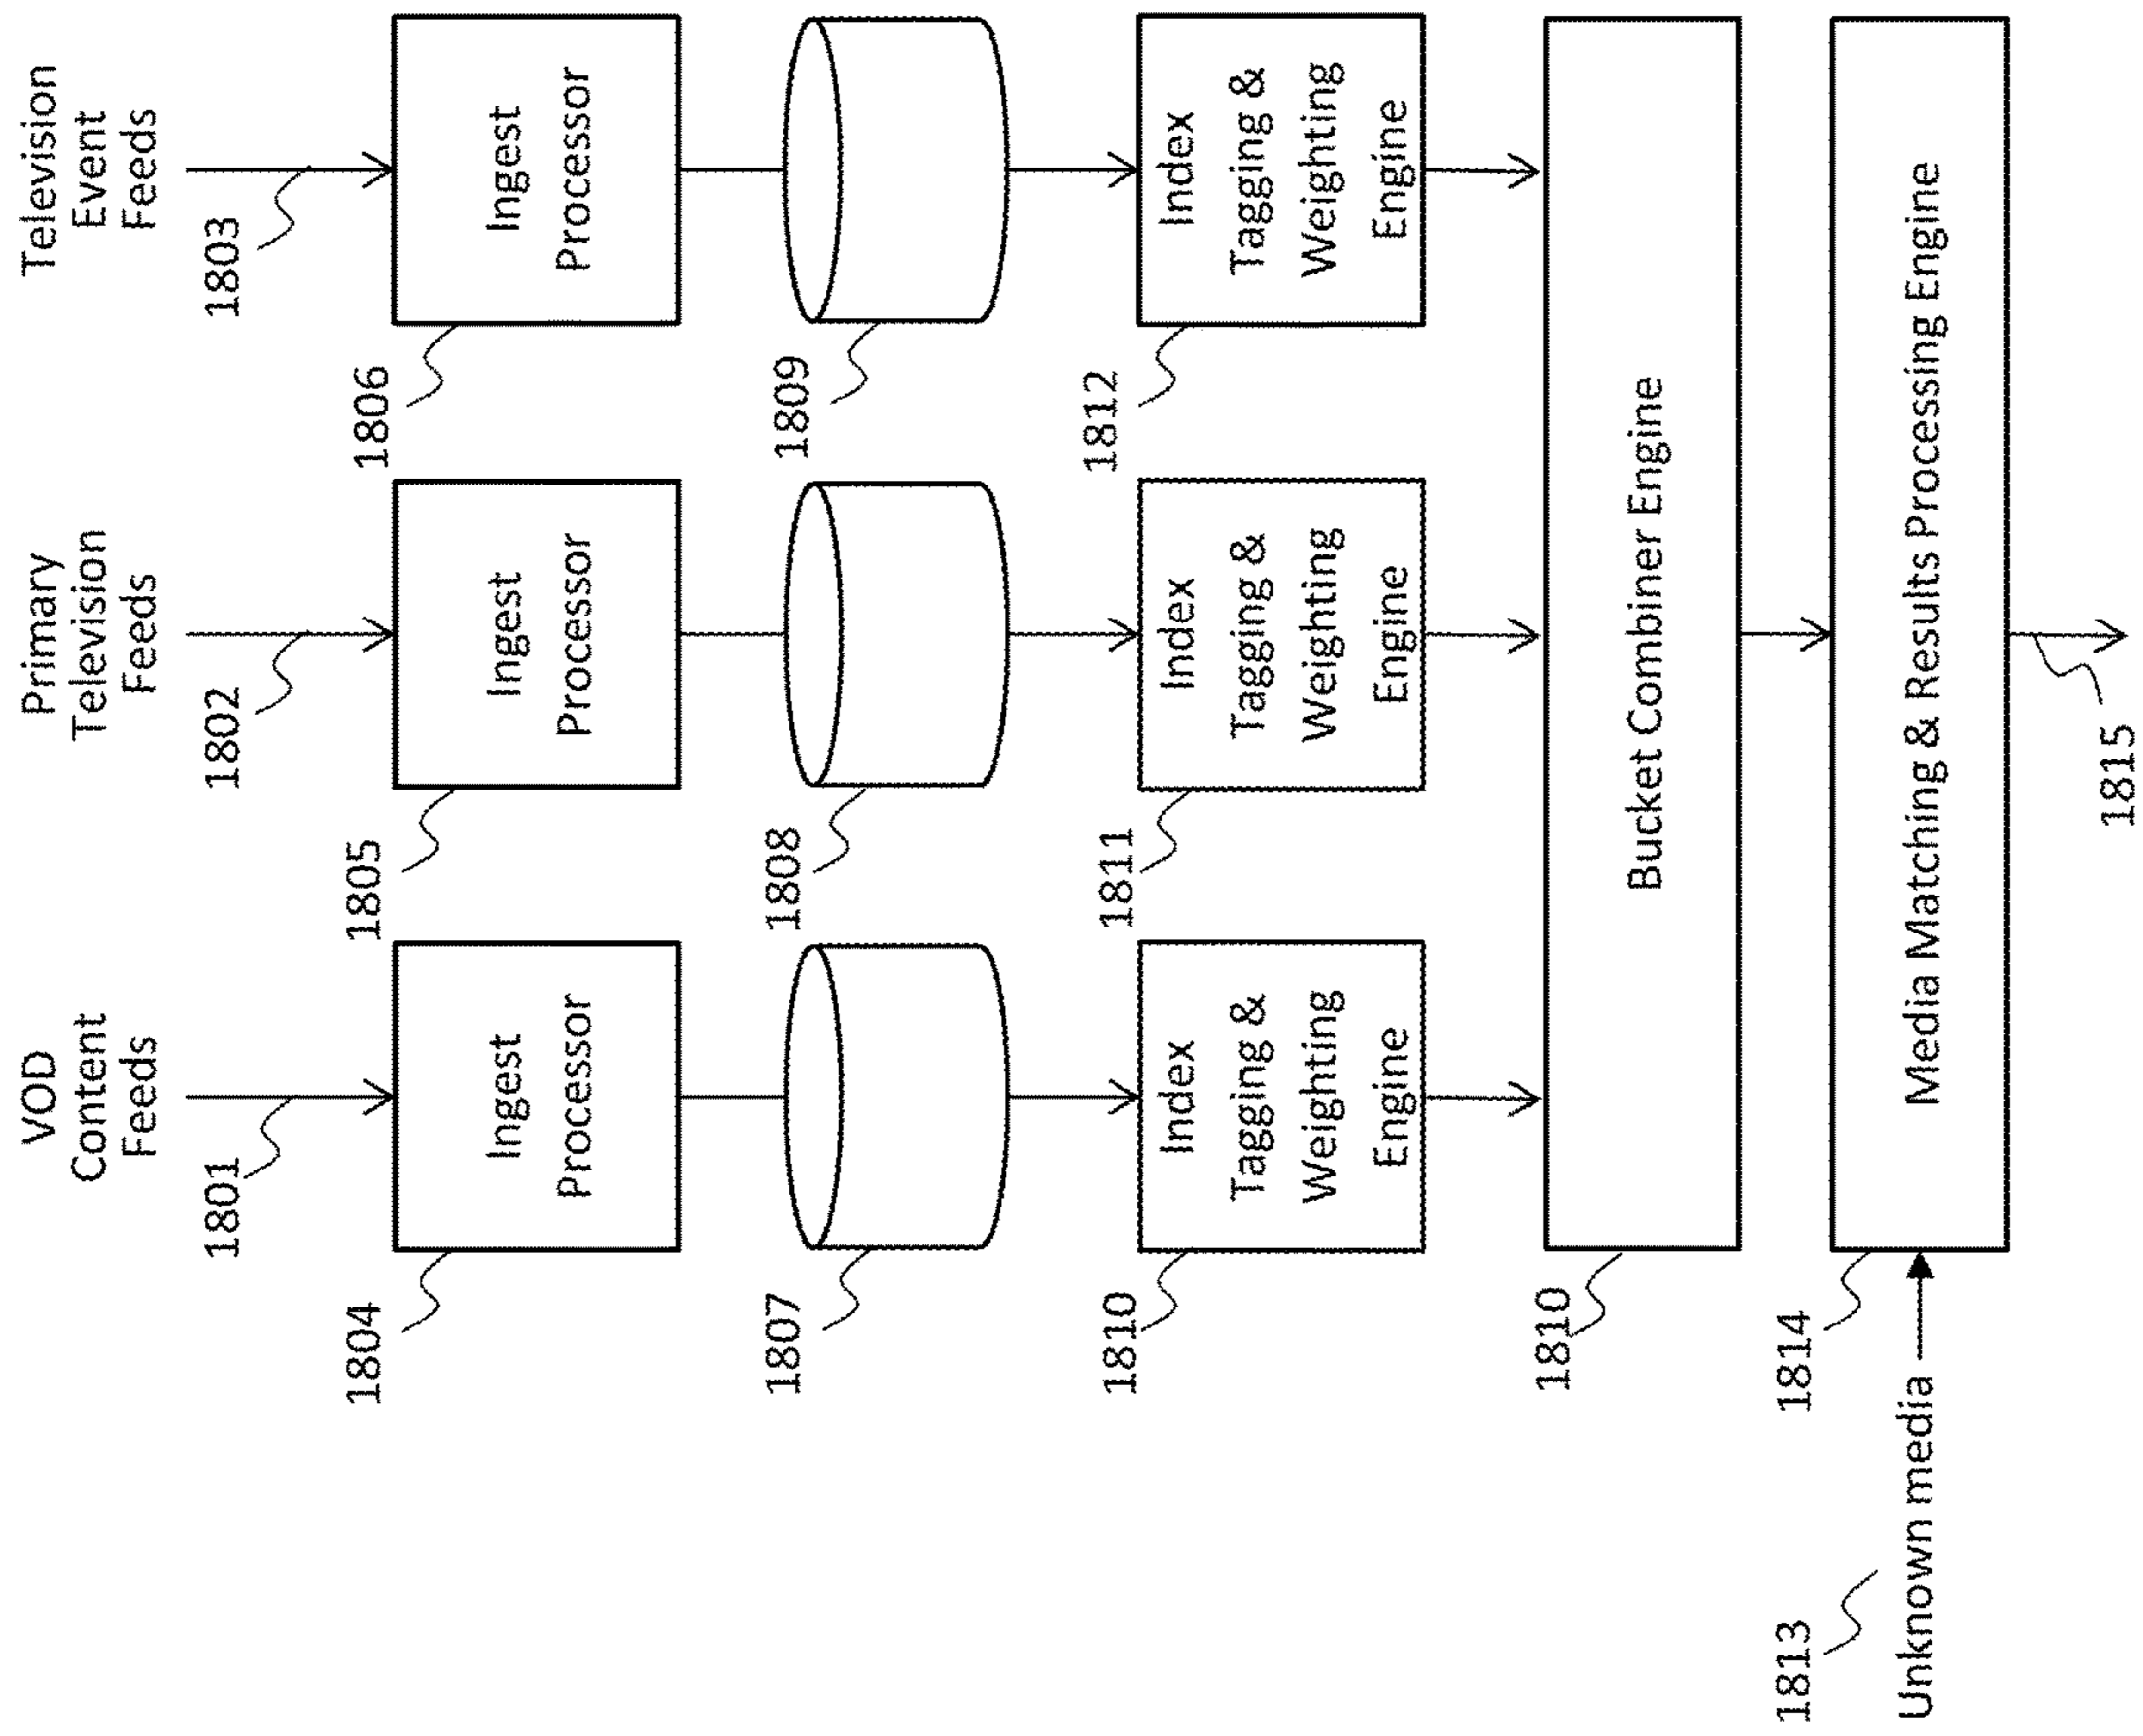 VOD
Content
Feeds
1801
Primary
Television
Feeds
1802
Television
Event
Feeds
1803
1804
Ingest
Processor
1805
Ingest
Processor
1806
Ingest
Processor
1807
1808
1809
1810
Index
Tagging &
Weighting
Engine
1811
Index
Tagging &
Weighting
Engine
1812
Index
Tagging &
Weighting
Engine
1810
Bucket Combiner Engine
1813
Unknown media
1814
Media Matching & Results Processing Engine
1815